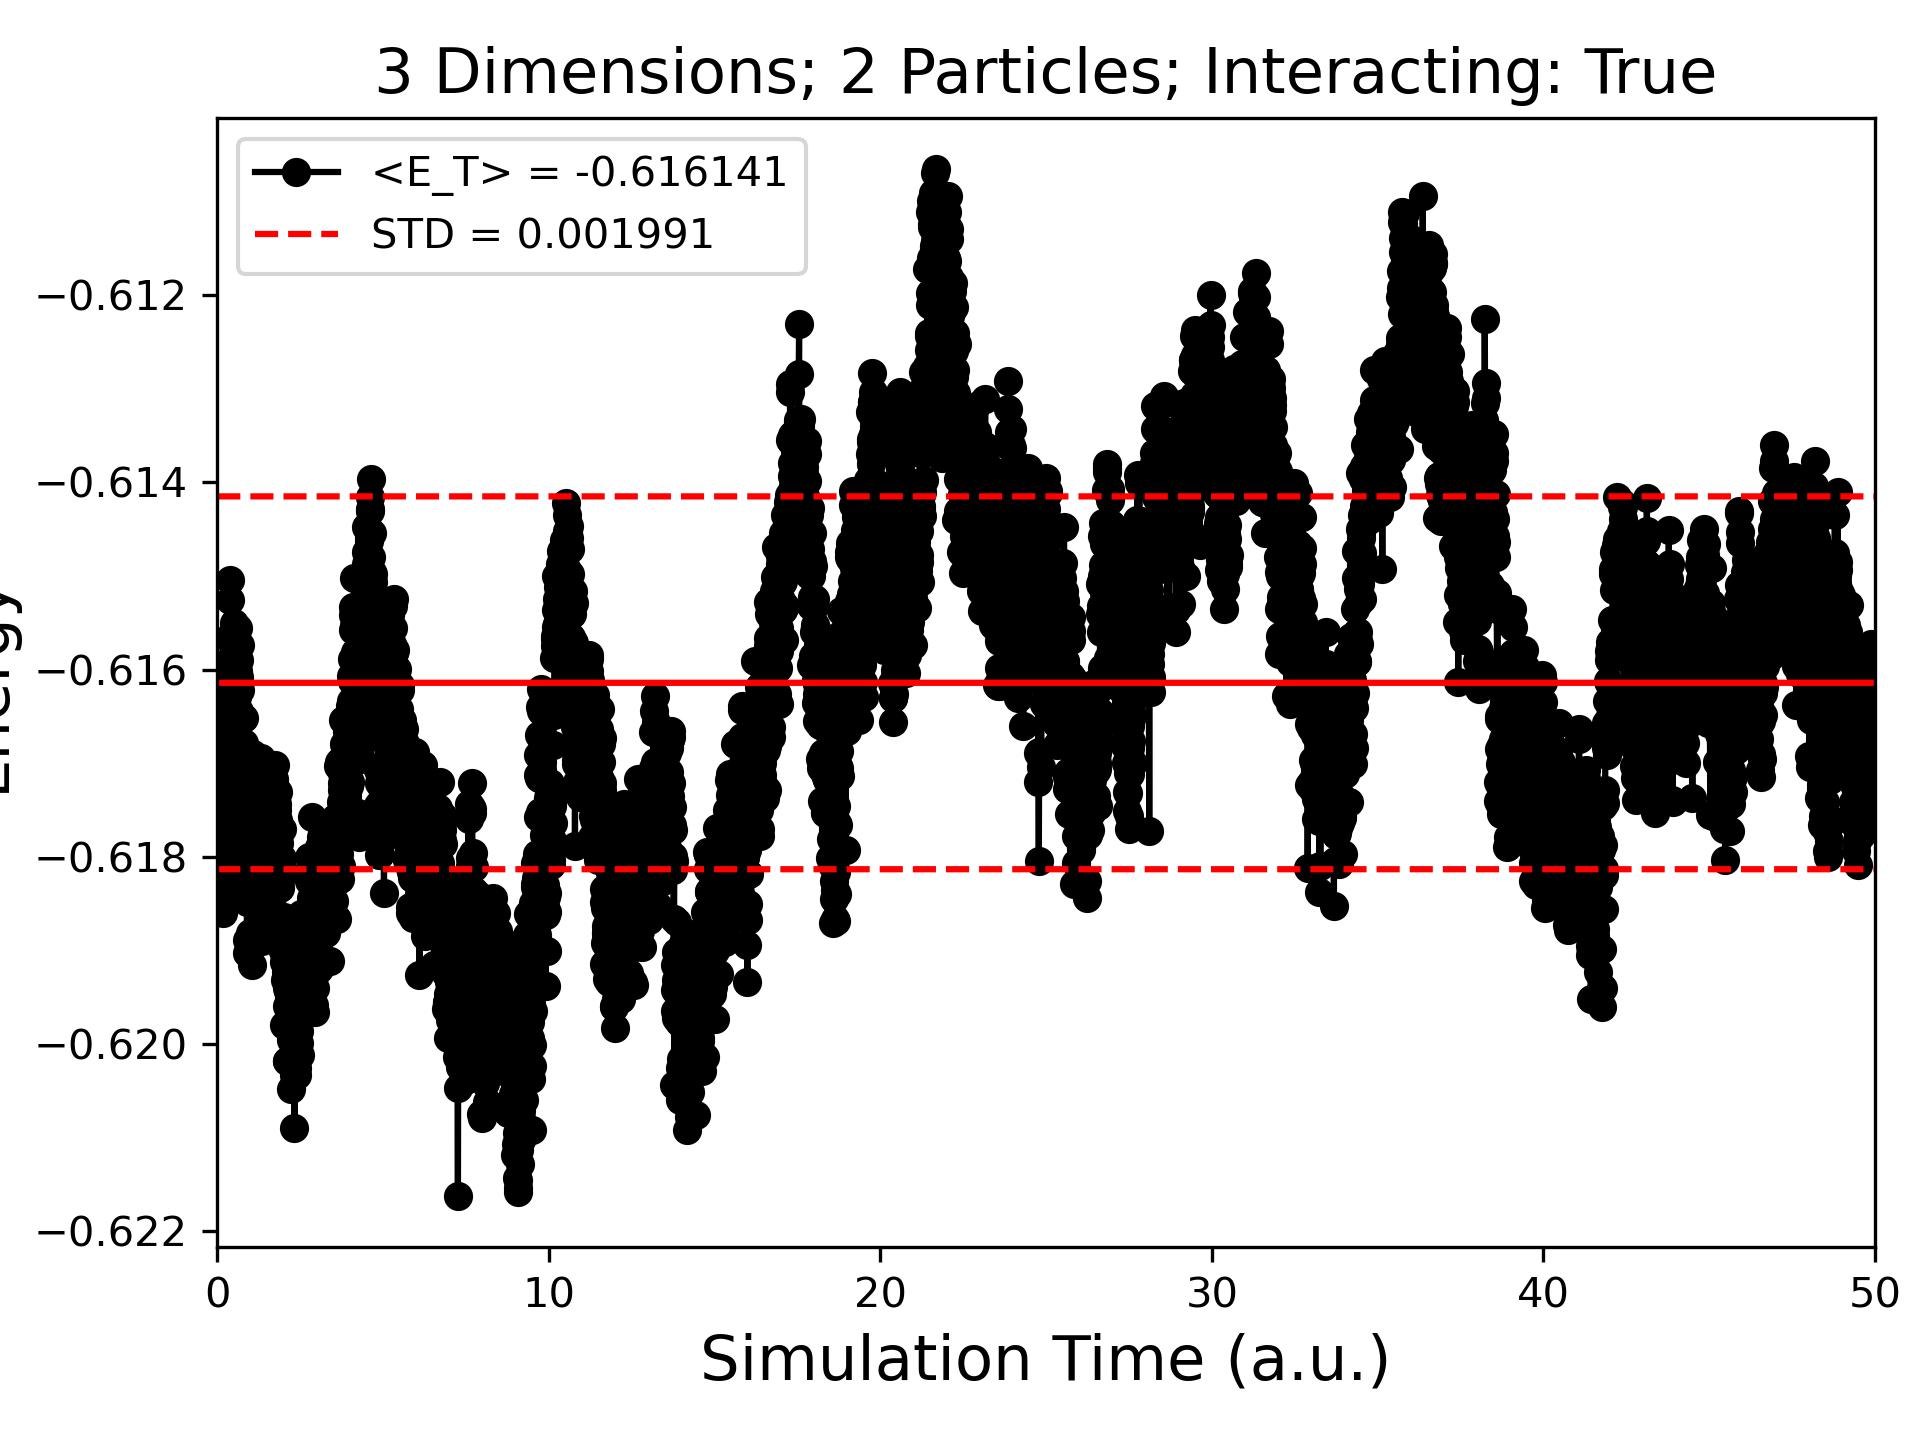 3 Dimensions; 2 Particles; Interacting: True
<E_T> = -0.616141
STD = 0.001991
−0.612
−0.614
−0.616
−0.618
−0.620
−0.622
Energy
0 10 20 30 40 50
Simulation Time (a.u.)